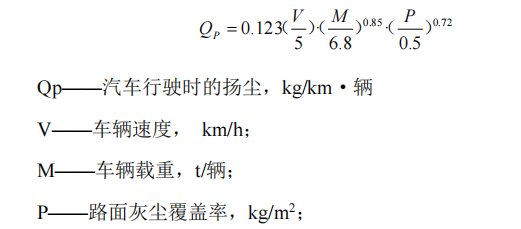 Q_P = 0.123(V/5)·(M/6.8)^0.85·(P/0.5)^0.72
Qp——汽车行驶时的扬尘，kg/km·辆
V——车辆速度， km/h；
M——车辆载重，t/辆；
P——路面灰尘覆盖率，kg/m²；